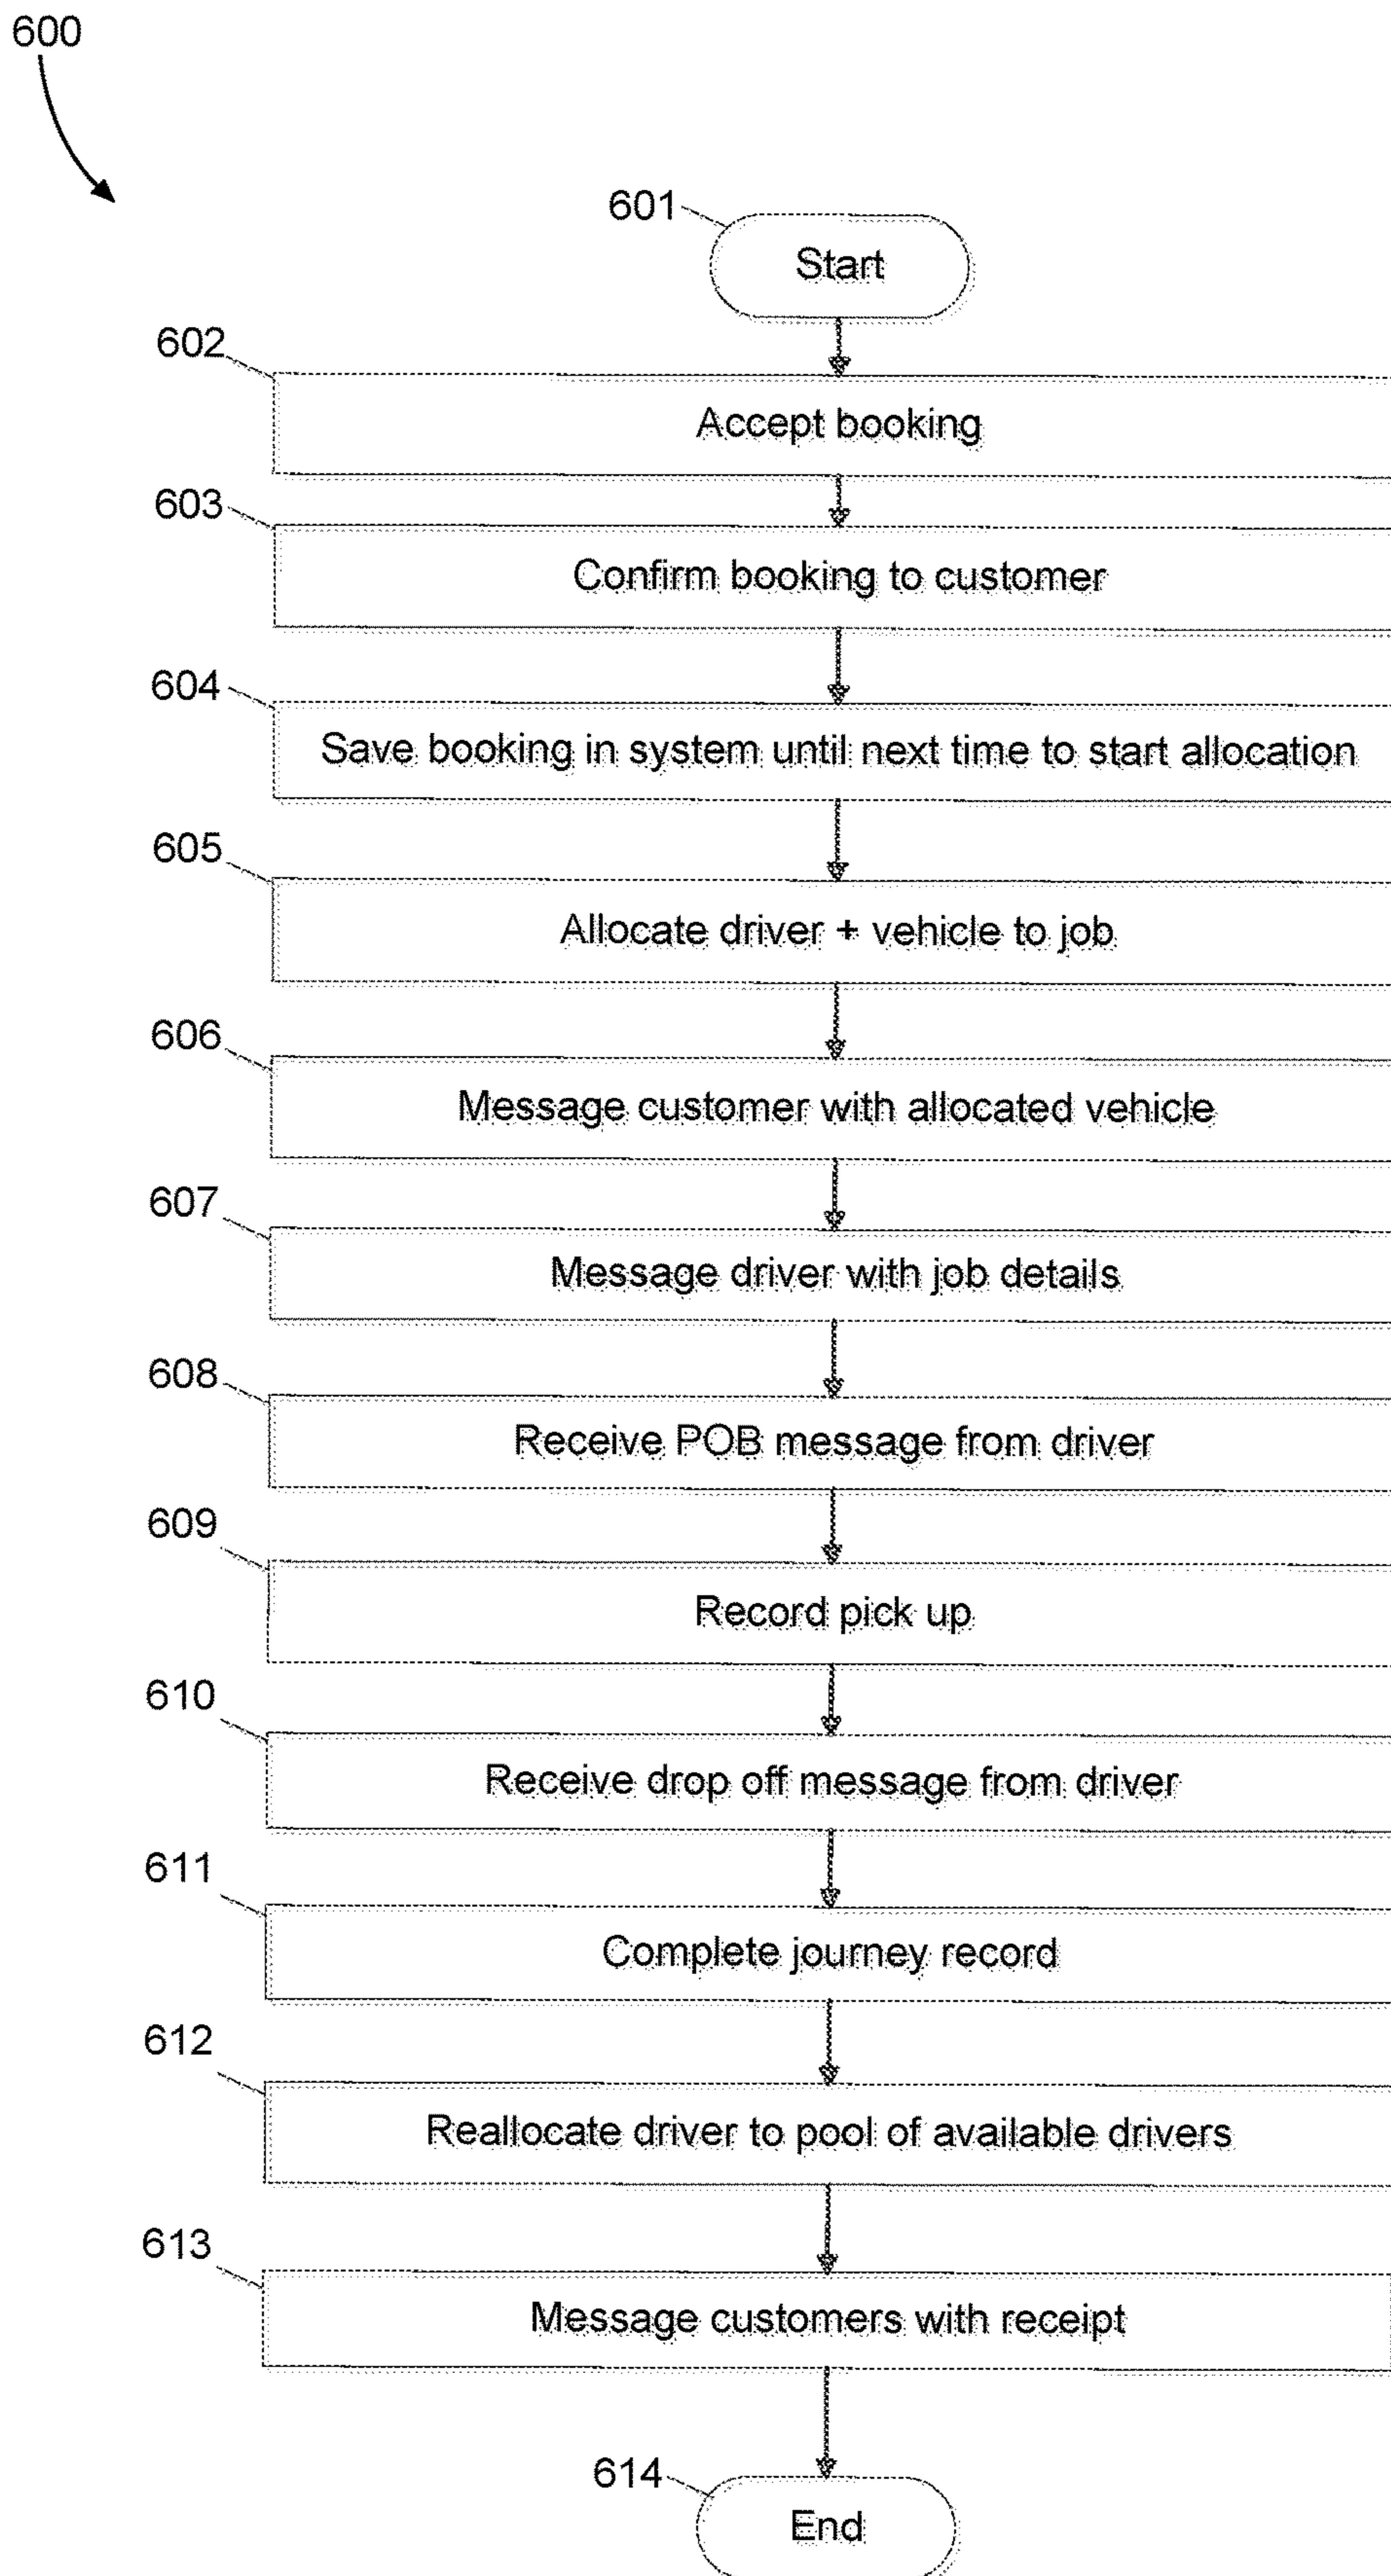 600
601
Start
602
Accept booking
603
Confirm booking to customer
604
Save booking in system until next time to start allocation
605
Allocate driver + vehicle to job
606
Message customer with allocated vehicle
607
Message driver with job details
608
Receive POB message from driver
609
Record pick up
610
Receive drop off message from driver
611
Complete journey record
612
Reallocate driver to pool of available drivers
613
Message customers with receipt
614
End